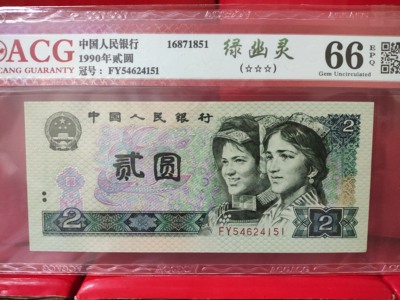 ACG
CANG GUARANTY
中国人民银行
1990年贰圆
冠号: FY54624151
16871851
绿幽灵
(☆☆☆)
66 EPQ
Gem Uncirculated
中国人民银行
2
贰圆
FY54624151
2
2